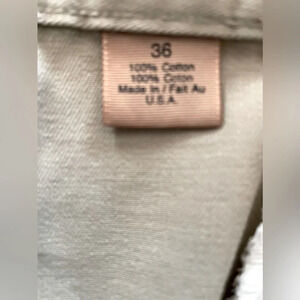 36
100% Cotton
100% Coton
Made In / Fait Au
U.S.A.